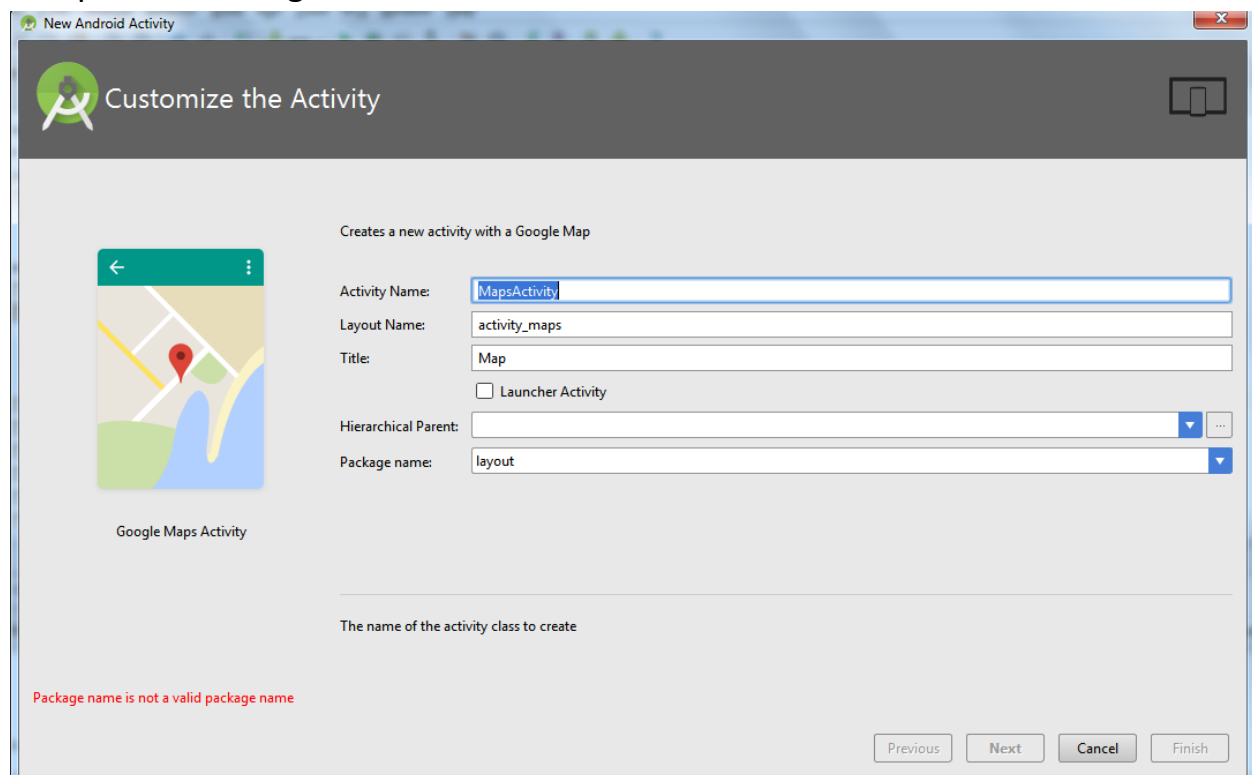 New Android Activity
Customize the Activity
Creates a new activity with a Google Map
Activity Name: MapsActivity
Layout Name: activity_maps
Title: Map
Launcher Activity
Hierarchical Parent: ...
Package name: layout
Google Maps Activity
The name of the activity class to create
Package name is not a valid package name
Previous Next Cancel Finish